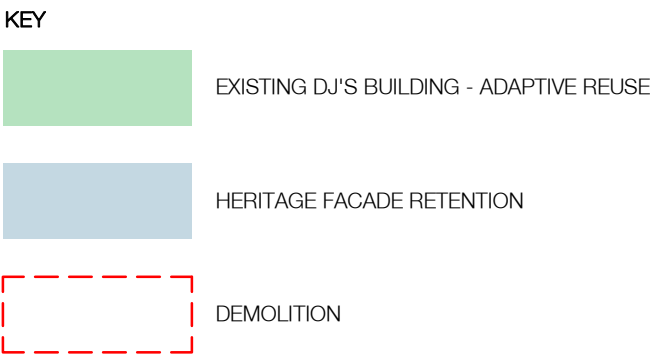 KEY
EXISTING DJ'S BUILDING - ADAPTIVE REUSE
HERITAGE FACADE RETENTION
DEMOLITION